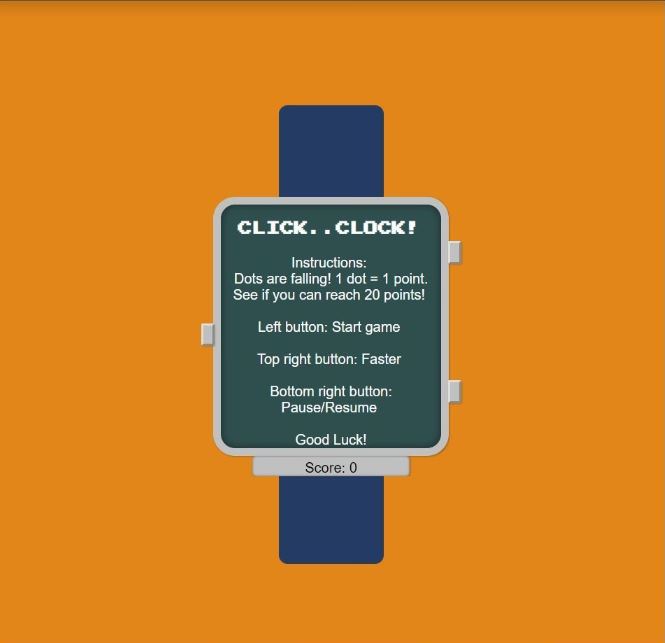 CLICK..CLOCK!
Instructions:
Dots are falling! 1 dot = 1 point.
See if you can reach 20 points!
Left button: Start game
Top right button: Faster
Bottom right button:
Pause/Resume
Good Luck!
Score: 0